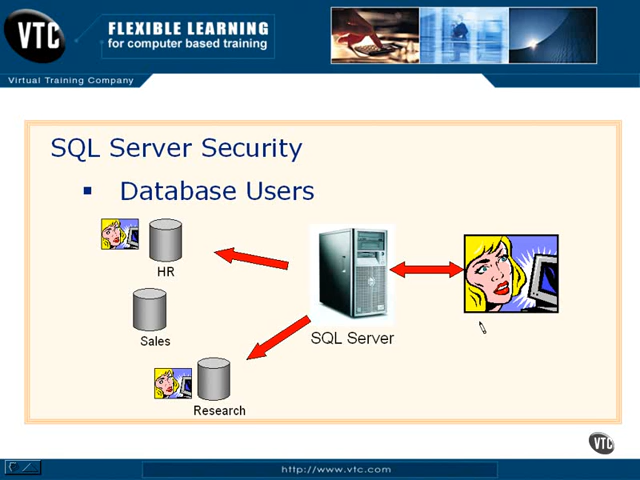 VTC
FLEXIBLE LEARNING
for computer based training
Virtual Training Company
SQL Server Security
Database Users
HR
Sales
SQL Server
Research
VTC
http://www.vtc.com